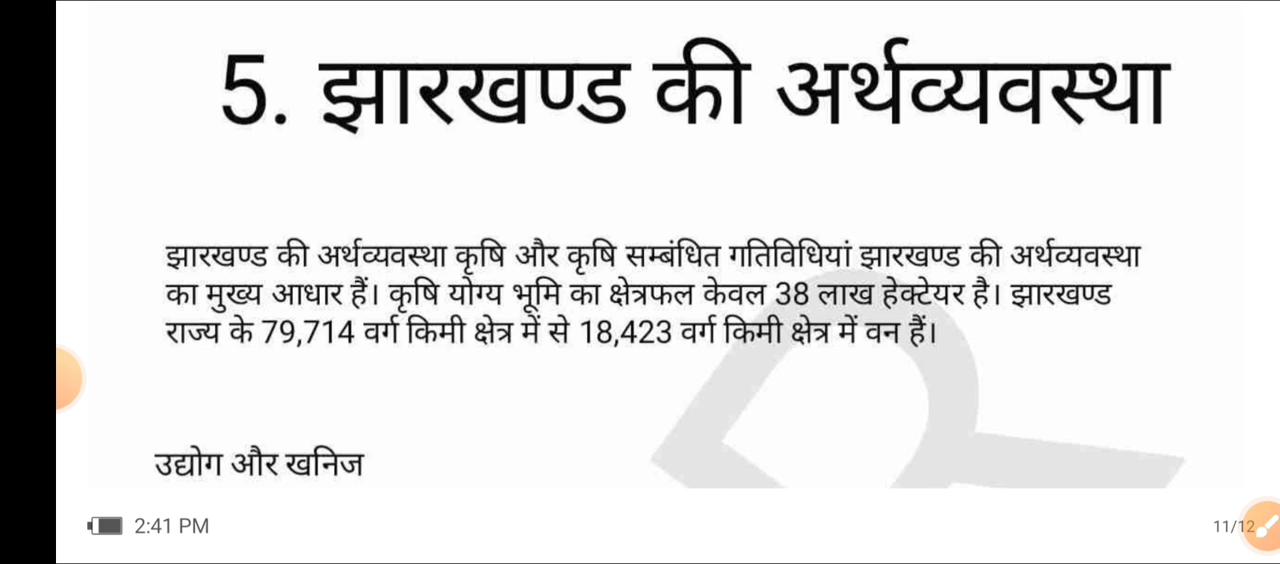 5. झारखण्ड की अर्थव्यवस्था
झारखण्ड की अर्थव्यवस्था कृषि और कृषि सम्बंधित गतिविधियां झारखण्ड की अर्थव्यवस्था
का मुख्य आधार हैं। कृषि योग्य भूमि का क्षेत्रफल केवल 38 लाख हेक्टेयर है। झारखण्ड
राज्य के 79,714 वर्ग किमी क्षेत्र में से 18,423 वर्ग किमी क्षेत्र में वन हैं।
उद्योग और खनिज
2:41 PM
11/12